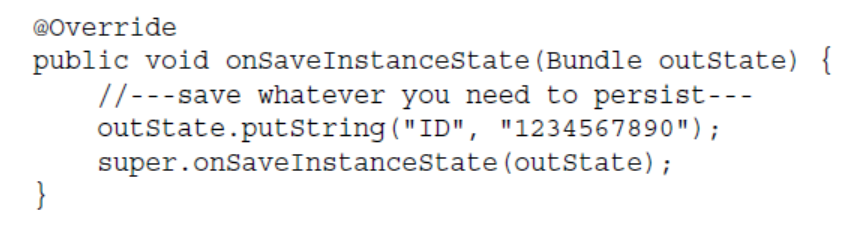 @Override
public void onSaveInstanceState(Bundle outState) {
    //---save whatever you need to persist---
    outState.putString("ID", "1234567890");
    super.onSaveInstanceState(outState);
}